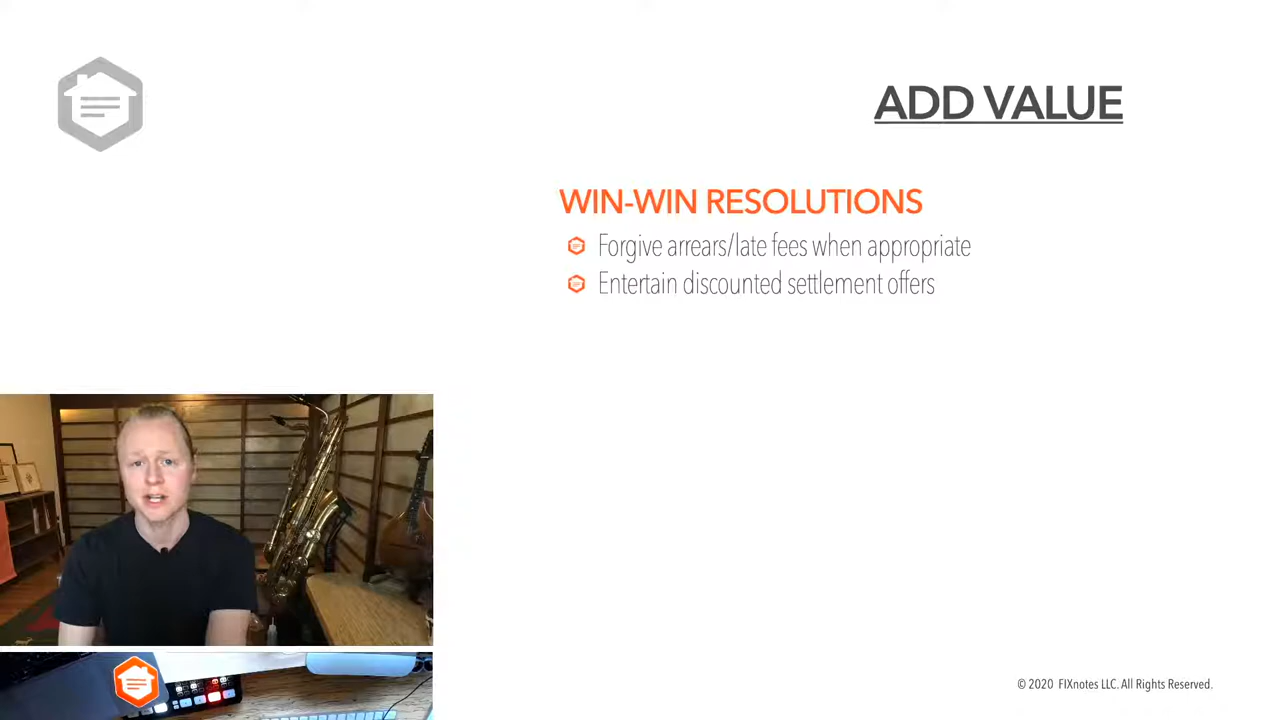 ADD VALUE
WIN-WIN RESOLUTIONS
Forgive arrears/late fees when appropriate
Entertain discounted settlement offers
© 2020 FIXnotes LLC. All Rights Reserved.